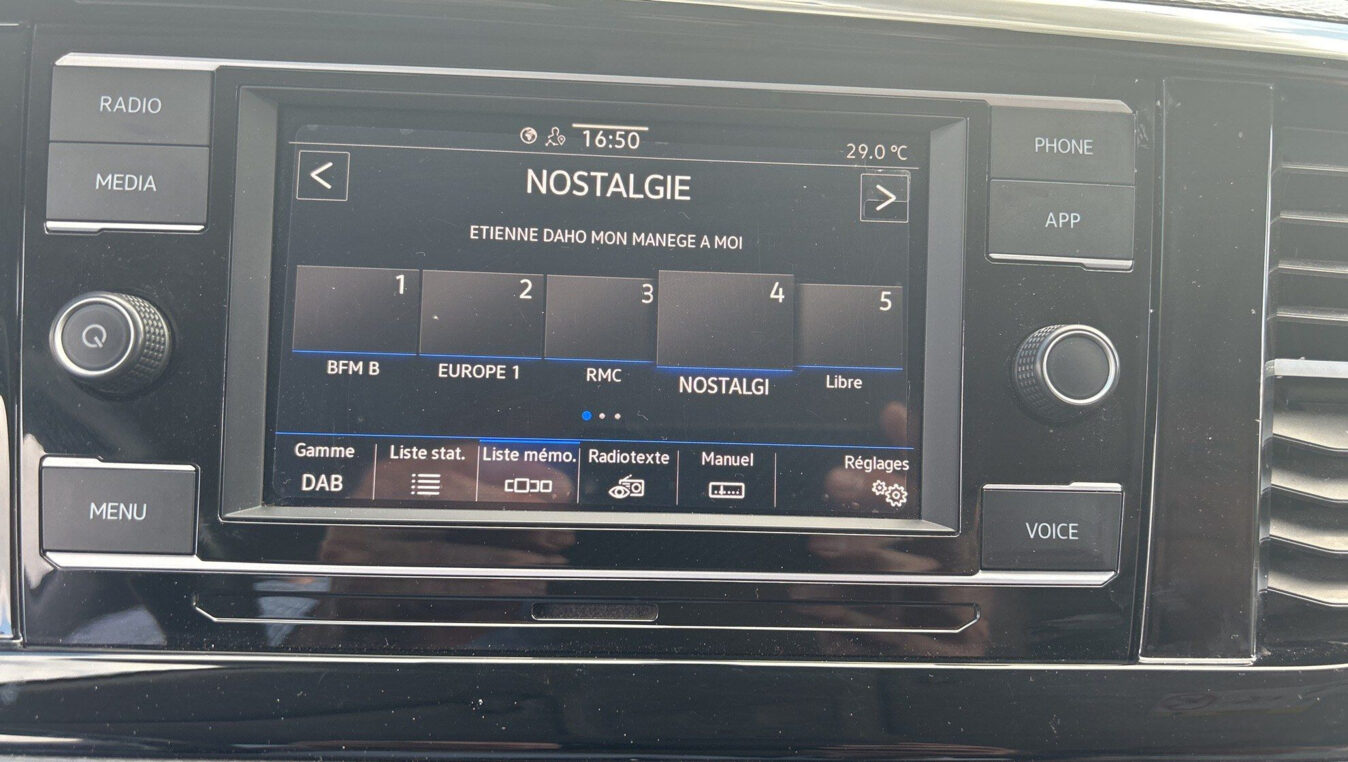 RADIO
MEDIA
MENU
16:50
29.0 °C
<
NOSTALGIE
>
ETIENNE DAHO MON MANEGE A MOI
1
2
3
4
5
BFM B
EUROPE 1
RMC
NOSTALGI
Libre
Gamme
DAB
Liste stat.
Liste mémo.
Radiotexte
Manuel
Réglages
PHONE
APP
VOICE